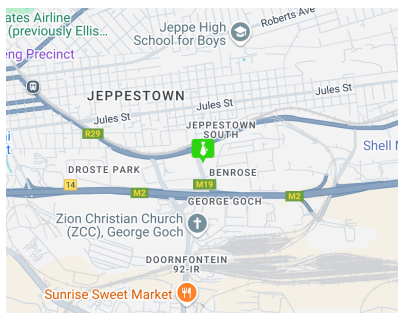 ates Airline
(previously Ellis...
Roberts Ave
Jeppe High
School for Boys
eng Precinct
JEPPESTOWN
Jules St
Jules St
R29
JEPPESTOWN
SOUTH
Shell M
DROSTE PARK
BENROSE
14
M2
M19
M2
GEORGE GOCH
Zion Christian Church
(ZCC), George Goch
DOORNFONTEIN
92-IR
Sunrise Sweet Market